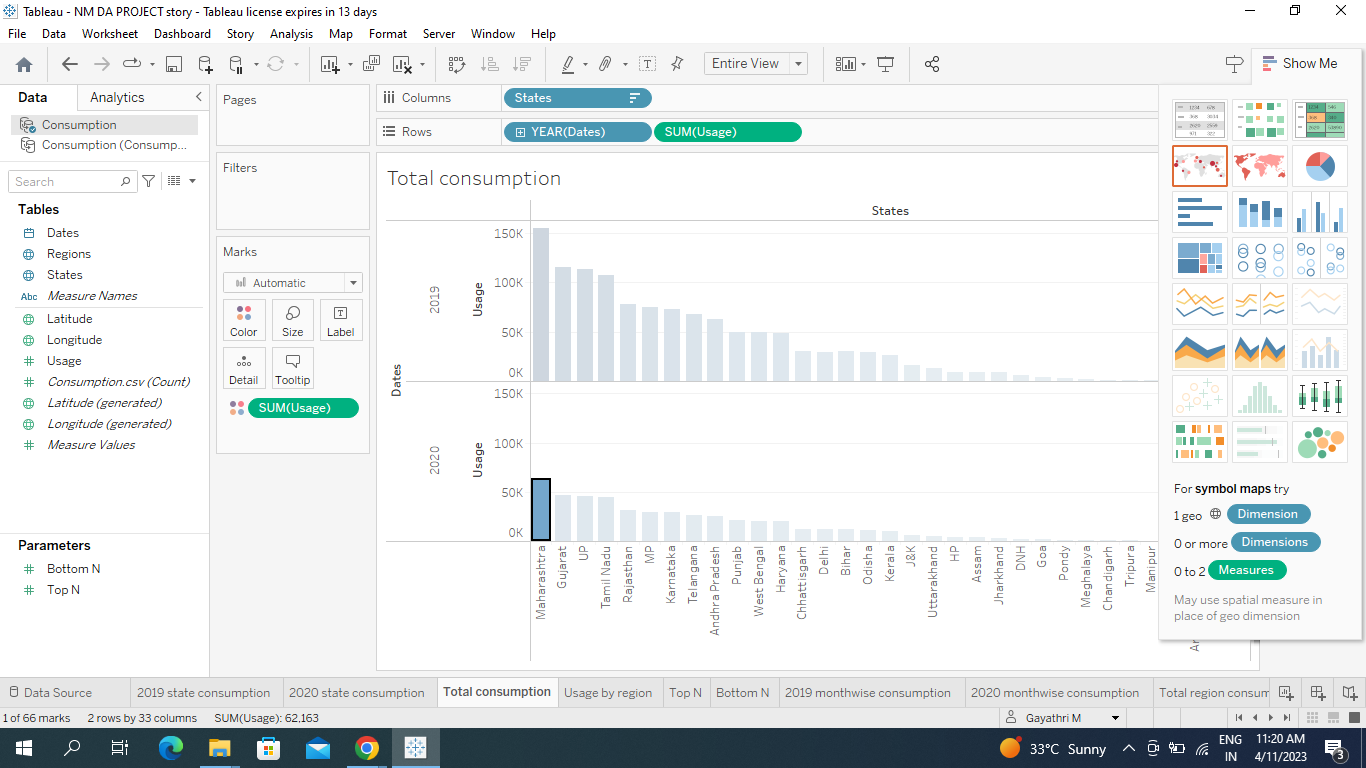 Tableau - NM DA PROJECT story - Tableau license expires in 13 days
File Data Worksheet Dashboard Story Analysis Map Format Server Window Help
Entire View
Show Me
Data Analytics
Consumption
Consumption (Consump...
Search
Tables
Dates
Regions
States
Abc Measure Names
Latitude
Longitude
Usage
Consumption.csv (Count)
Latitude (generated)
Longitude (generated)
Measure Values
Parameters
Bottom N
Top N
Pages
Filters
Marks
Automatic
Color Size Label
Detail Tooltip
SUM(Usage)
Columns States
Rows YEAR(Dates) SUM(Usage)
Total consumption
States
Dates
2019
Usage
150K
100K
50K
0K
2020
Usage
150K
100K
50K
0K
Maharashtra
Gujarat
UP
Tamil Nadu
Rajasthan
MP
Karnataka
Telangana
Andhra Pradesh
Punjab
West Bengal
Haryana
Chhattisgarh
Delhi
Bihar
Odisha
Kerala
J&K
Uttarakhand
HP
Assam
Jharkhand
DNH
Goa
Pondy
Meghalaya
Chandigarh
Tripura
Manipur
Ar
For symbol maps try
1 geo Dimension
0 or more Dimensions
0 to 2 Measures
May use spatial measure in
place of geo dimension
Data Source 2019 state consumption 2020 state consumption Total consumption Usage by region Top N Bottom N 2019 monthwise consumption 2020 monthwise consumption Total region consum
1 of 66 marks 2 rows by 33 columns SUM(Usage): 62,163 Gayathri M
33°C Sunny
ENG
IN
11:20 AM
4/11/2023
3